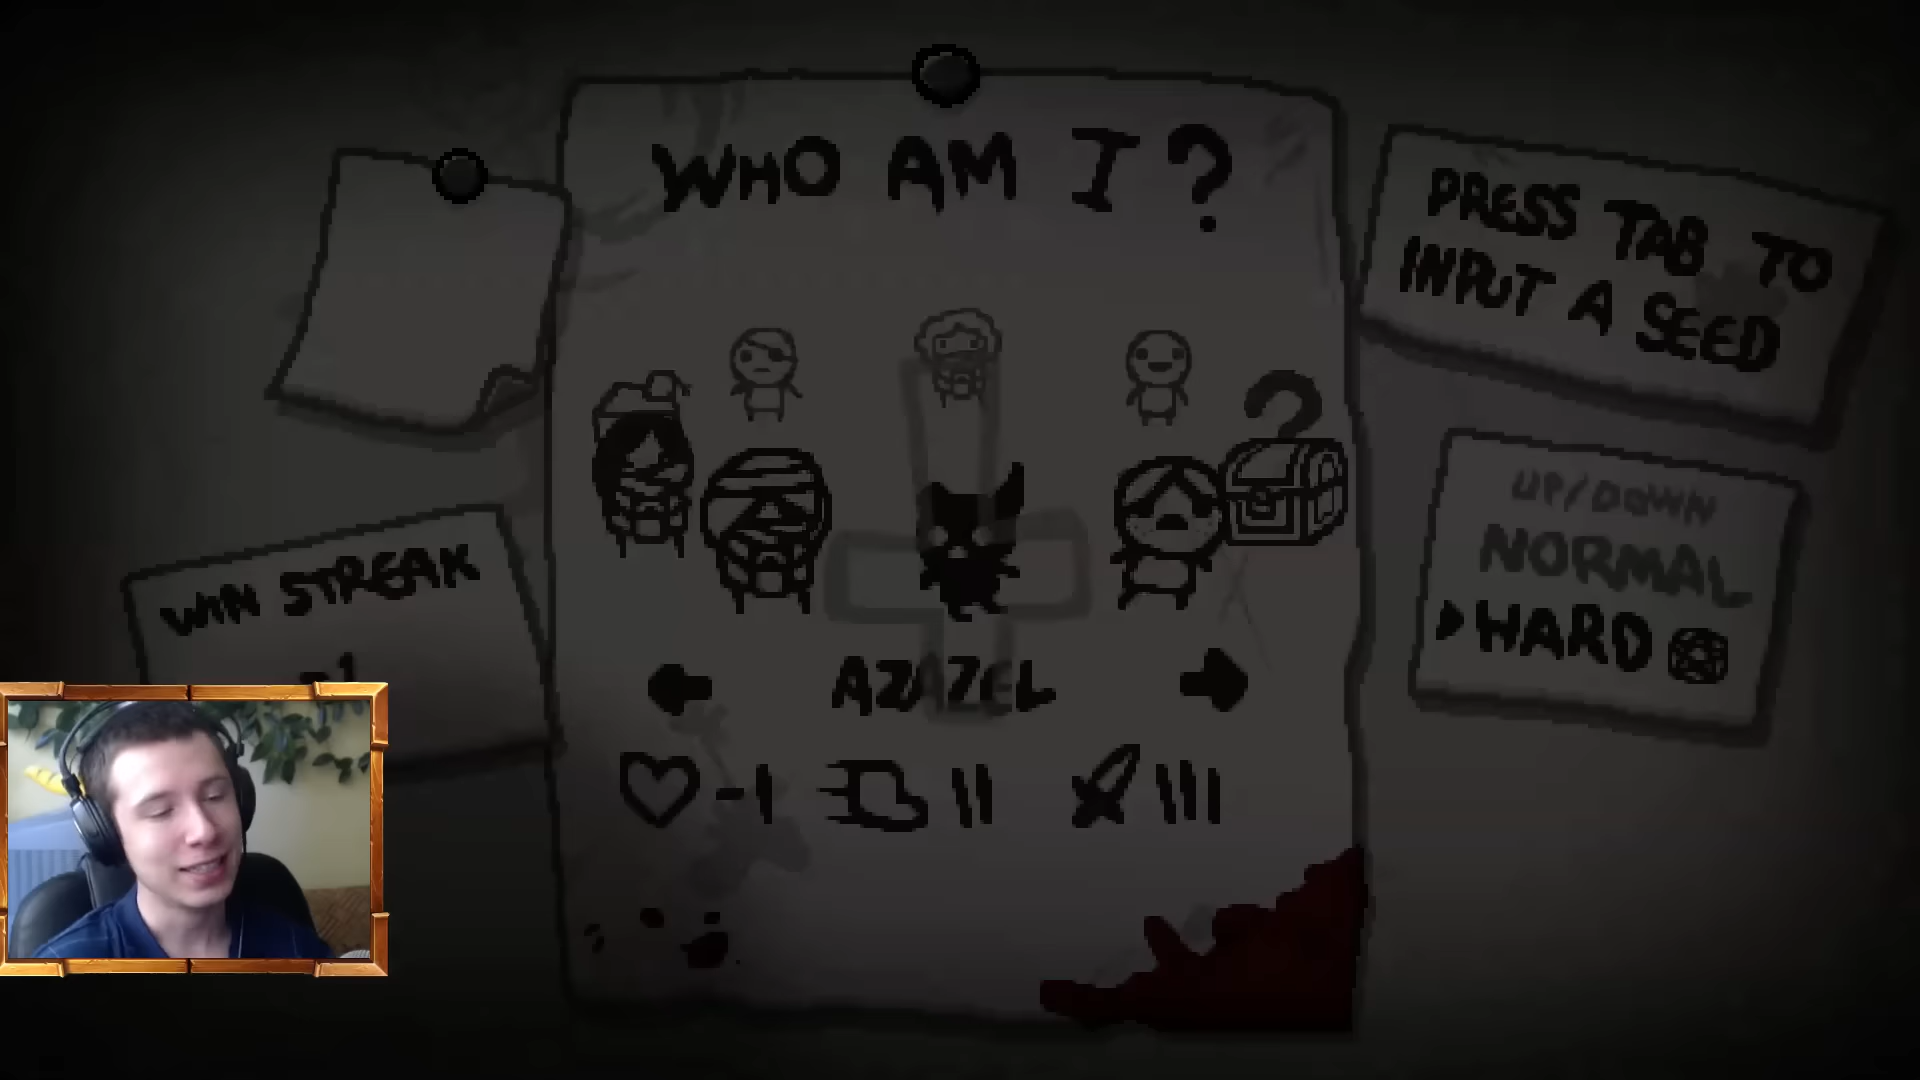 WHO AM I?
PRESS TAB TO
INPUT A SEED
UP/DOWN
NORMAL
HARD
WIN STREAK
-1
AZAZEL
-I II III
?